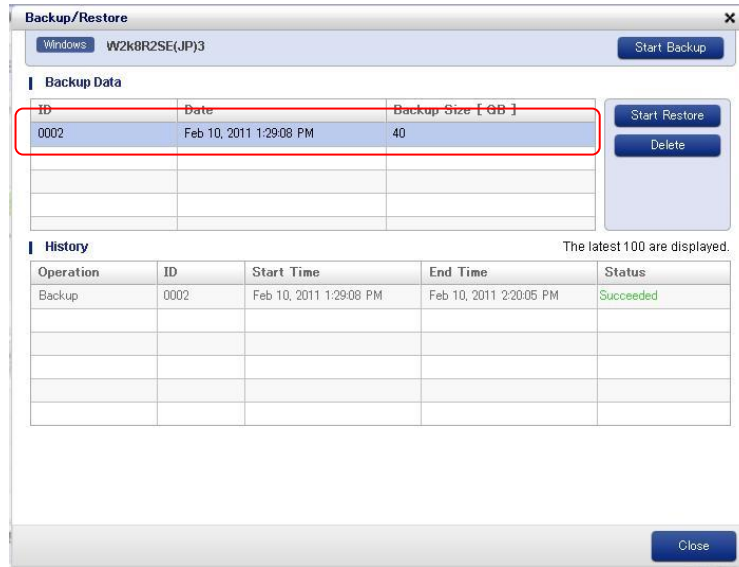 Backup/Restore
Windows W2k8R2SE(JP)3 Start Backup
Backup Data
ID Date Backup Size [ GB ]
0002 Feb 10, 2011 1:29:08 PM 40
Start Restore
Delete
History The latest 100 are displayed.
Operation ID Start Time End Time Status
Backup 0002 Feb 10, 2011 1:29:08 PM Feb 10, 2011 2:20:05 PM Succeeded
Close